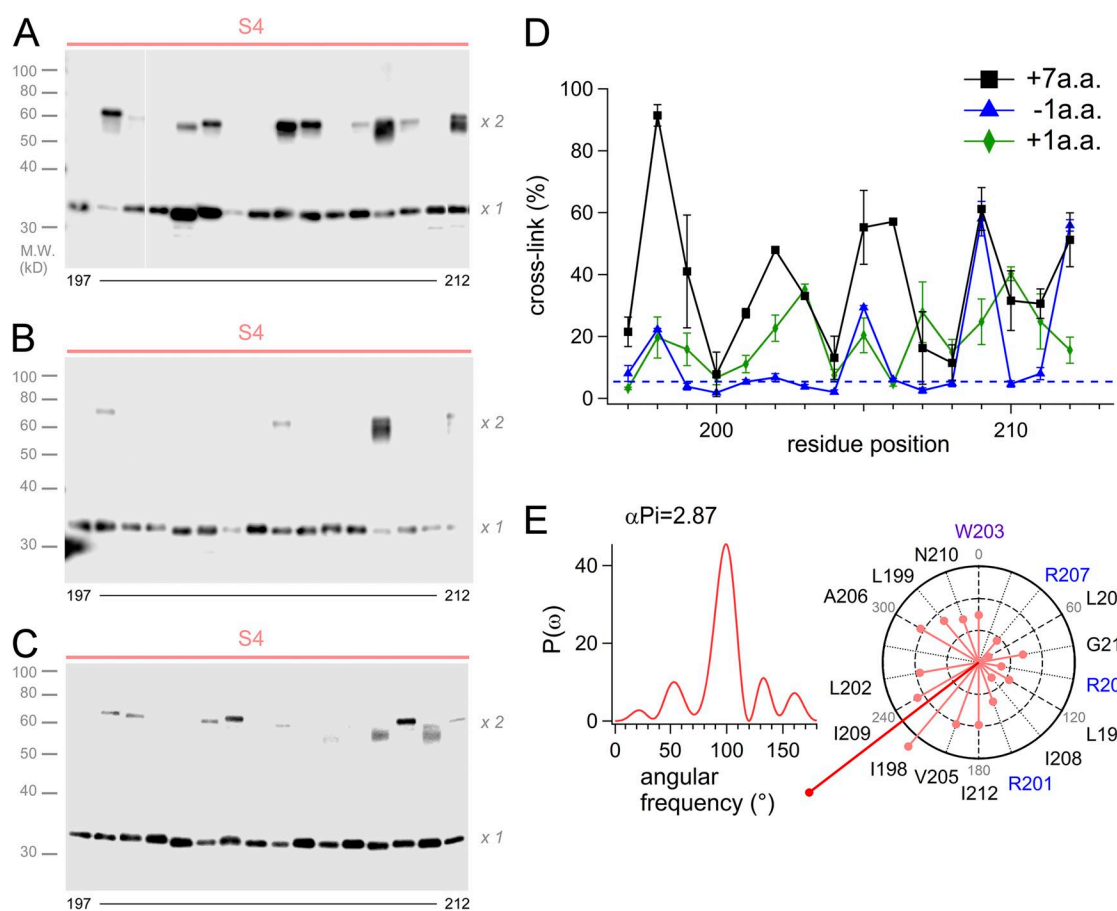 A
S4
100
80
60
50
40
30
M.W.
(kD)
x 2
x 1
197
212
B
S4
100
80
60
50
40
30
x 2
x 1
197
212
C
S4
100
80
60
50
40
30
x 2
x 1
197
212
D
+7a.a.
-1a.a.
+1a.a.
100
80
60
40
20
0
cross-link (%)
200
210
residue position
E
αPi=2.87
40
20
0
P(ω)
0
50
100
150
angular
frequency (°)
W203
0
N210
R207
L199
L20
A206
300
60
G21
L202
R20
240
120
I209
L19
I198
I208
V205
180
R201
I212